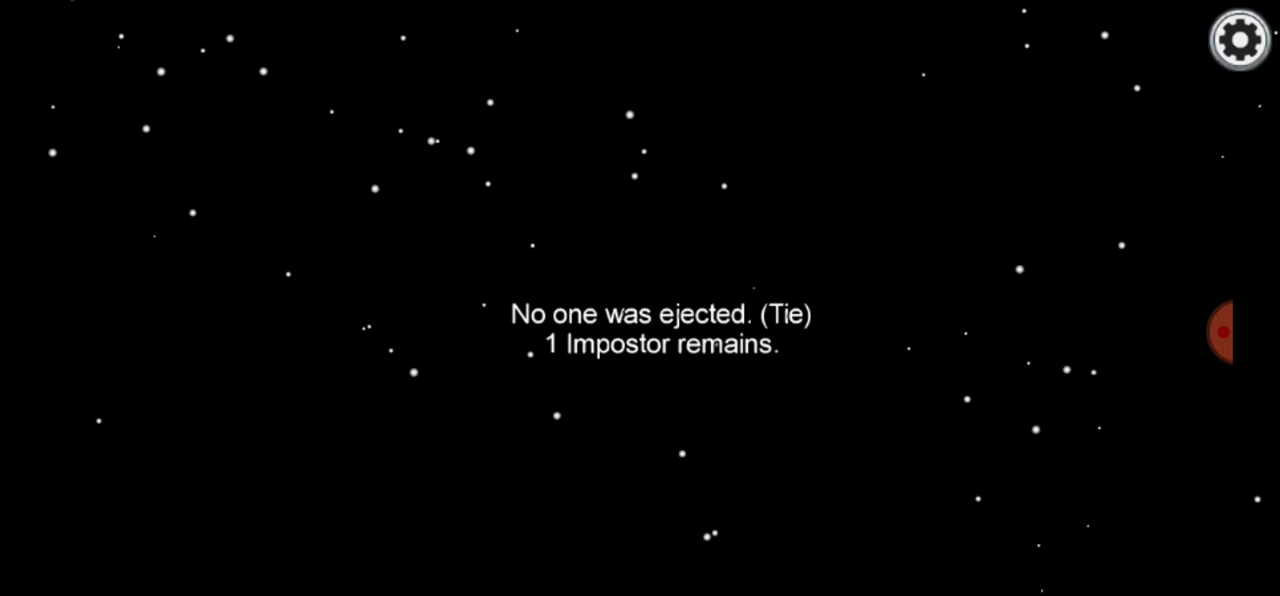 No one was ejected. (Tie)
1 Impostor remains.